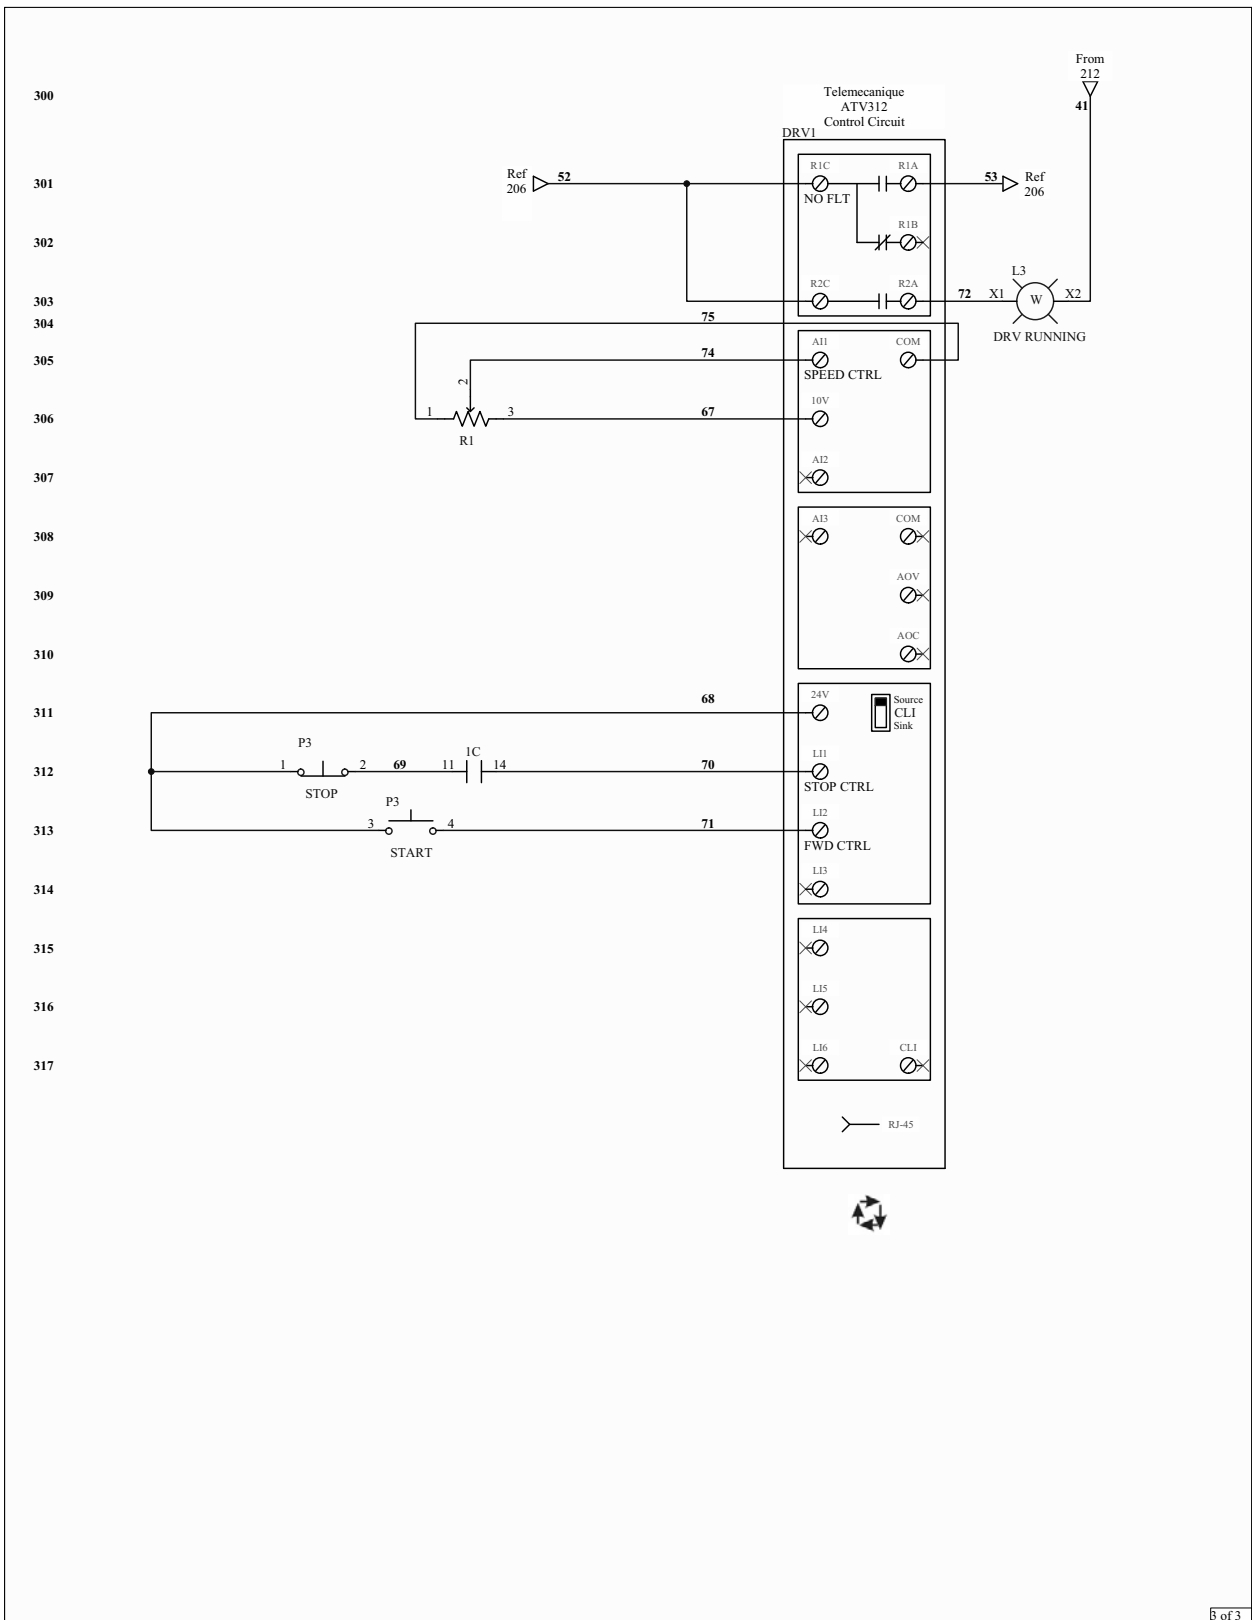 From
212
41
300
Telemecanique
ATV312
Control Circuit
DRV1
R1C R1A
301 Ref
206 52 53 Ref
206
NO FLT
R1B
302
L3
R2C R2A
303 72 X1 W X2
304 75
DRV RUNNING
AI1 COM
305 74
SPEED CTRL
2
10V
306 1 3 67
R1
AI2
307
AI3 COM
308
AOV
309
AOC
310
68 24V Source
311 CLI
Sink
P3 1C LI1
312 1 2 69 11 14 70
STOP STOP CTRL
P3 LI2
313 3 4 71
START FWD CTRL
LI3
314
LI4
315
LI5
316
LI6 CLI
317
RJ-45
3 of 3